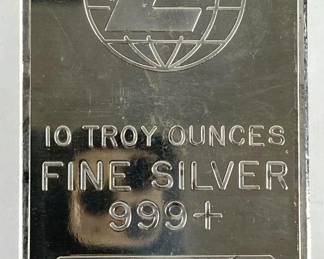 10 TROY OUNCES
FINE SILVER
999+